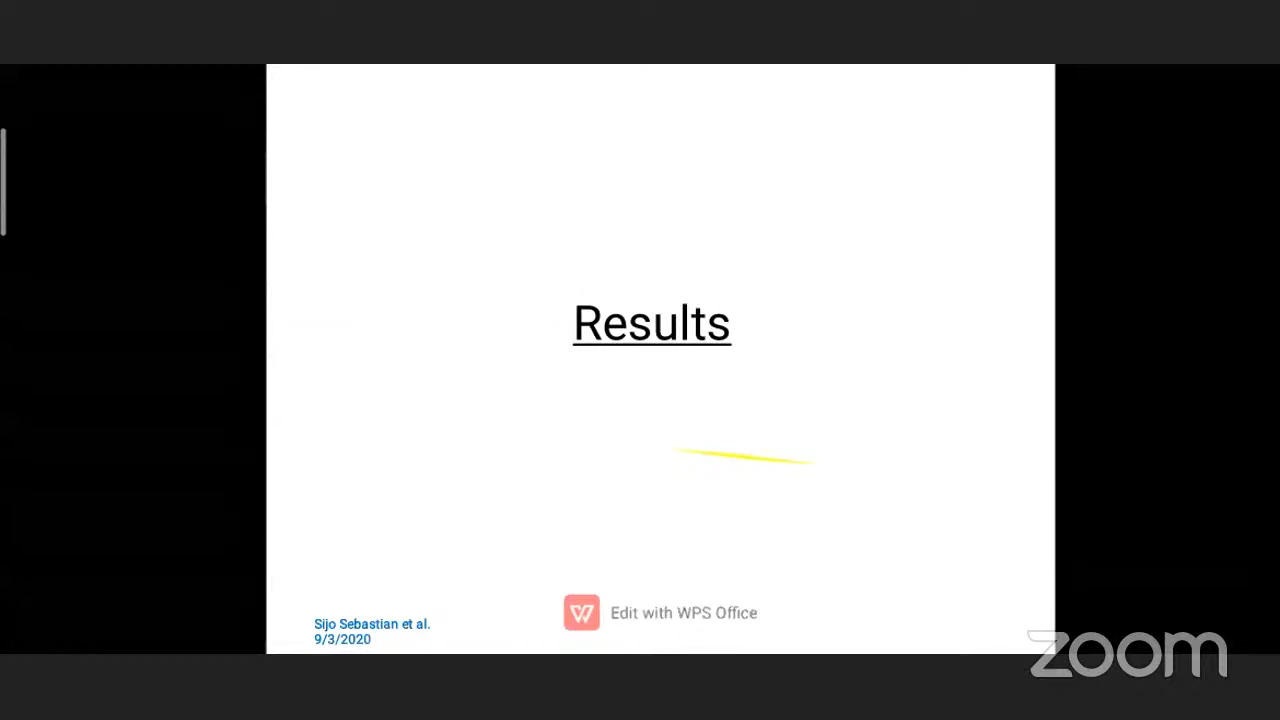 Results
Edit with WPS Office
Sijo Sebastian et al.
9/3/2020
zoom